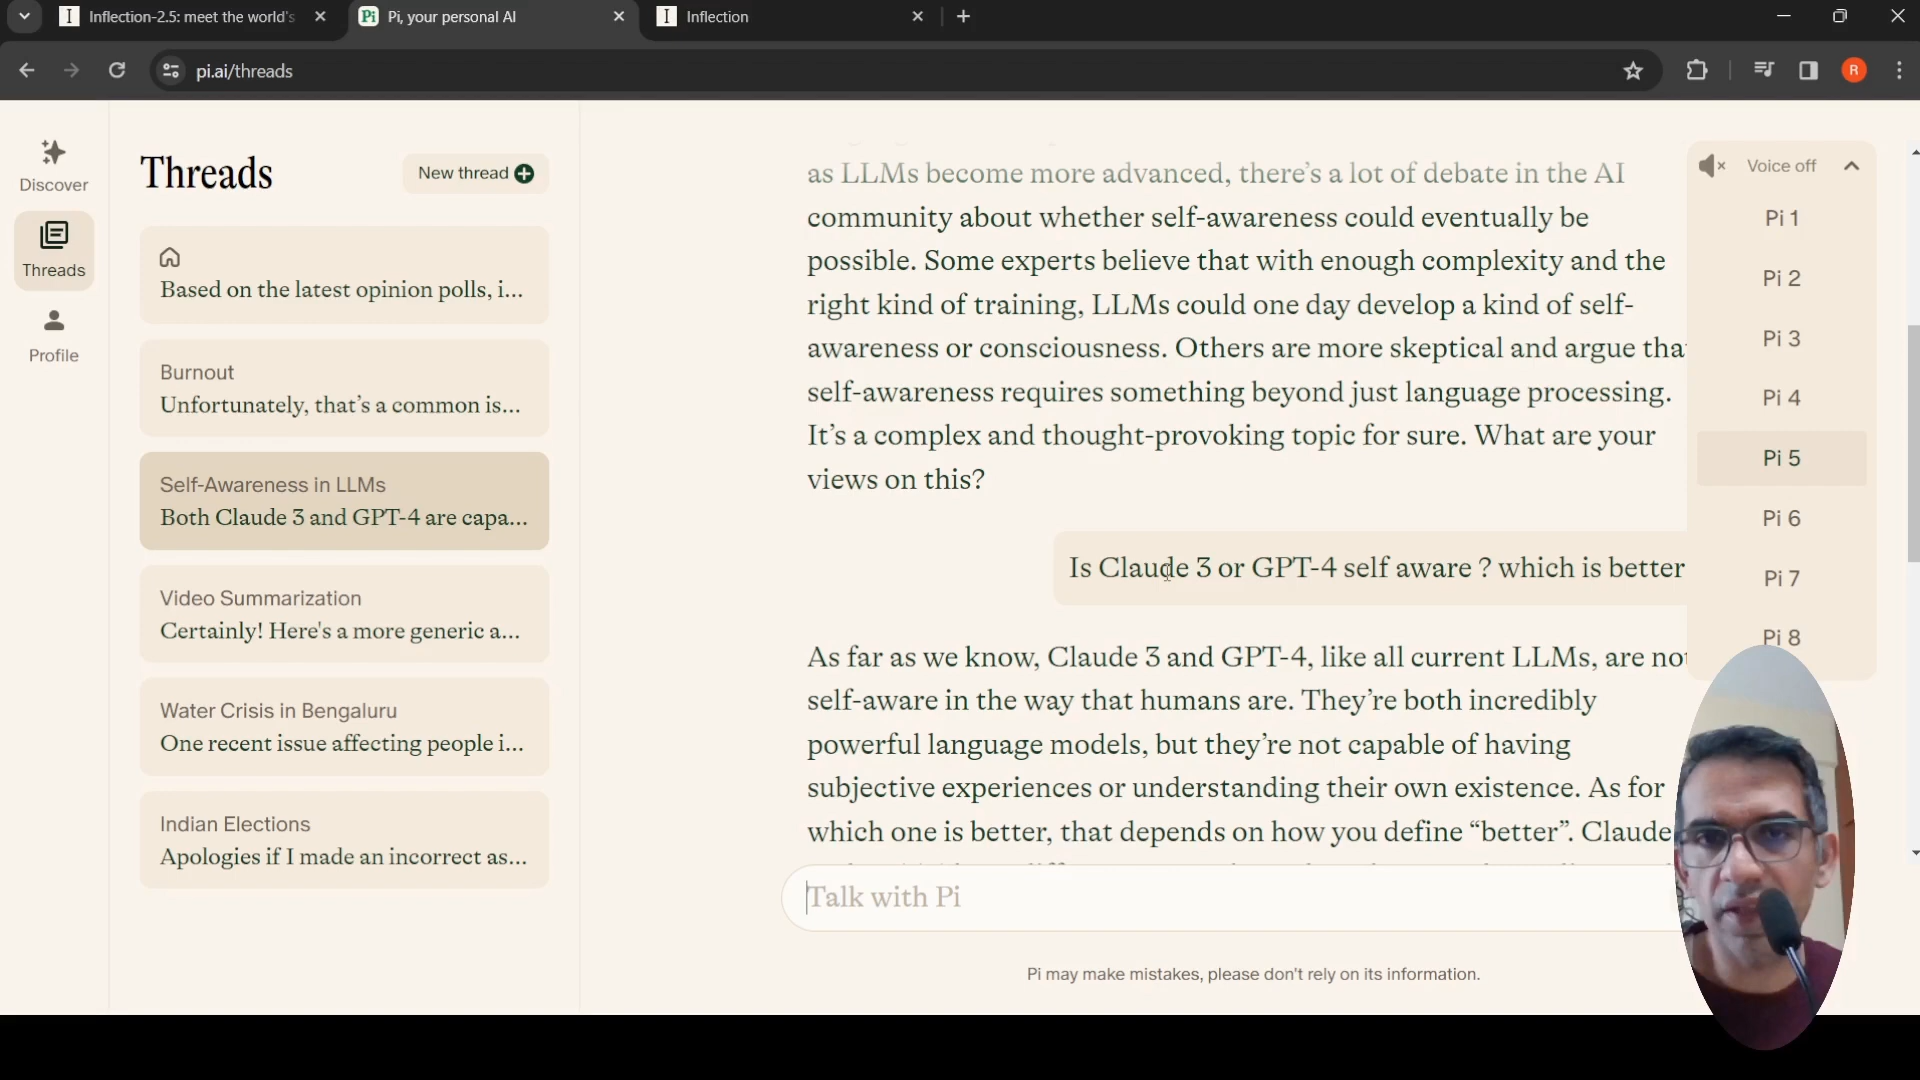 Inflection-2.5: meet the world's
Pi, your personal AI
Inflection
pi.ai/threads
R
Discover
Threads
Profile
Threads
New thread
Based on the latest opinion polls, i...
Burnout
Unfortunately, that's a common is...
Self-Awareness in LLMs
Both Claude 3 and GPT-4 are capa...
Video Summarization
Certainly! Here's a more generic a...
Water Crisis in Bengaluru
One recent issue affecting people i...
Indian Elections
Apologies if I made an incorrect as...
as LLMs become more advanced, there's a lot of debate in the AI
community about whether self-awareness could eventually be
possible. Some experts believe that with enough complexity and the
right kind of training, LLMs could one day develop a kind of self-
awareness or consciousness. Others are more skeptical and argue tha
self-awareness requires something beyond just language processing.
It's a complex and thought-provoking topic for sure. What are your
views on this?
Is Claude 3 or GPT-4 self aware ? which is better
As far as we know, Claude 3 and GPT-4, like all current LLMs, are no
self-aware in the way that humans are. They're both incredibly
powerful language models, but they're not capable of having
subjective experiences or understanding their own existence. As for
which one is better, that depends on how you define “better”. Claude
Talk with Pi
Pi may make mistakes, please don't rely on its information.
Voice off
Pi 1
Pi 2
Pi 3
Pi 4
Pi 5
Pi 6
Pi 7
Pi 8